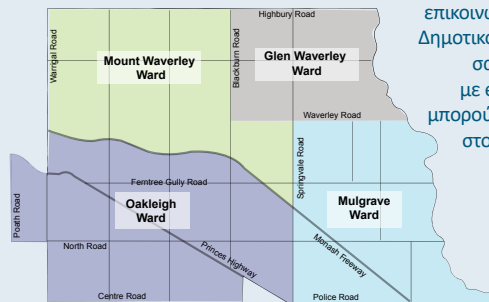 Highbury Road
Warrigal Road
Mount Waverley
Ward
Blackburn Road
Glen Waverley
Ward
Waverley Road
Springvale Road
Ferntree Gully Road
Poath Road
Oakleigh
Ward
Mulgrave
Ward
North Road
Princes Highway
Monash Freeway
Centre Road
Police Road
Δημοτικο
με ε
μπορού
στο